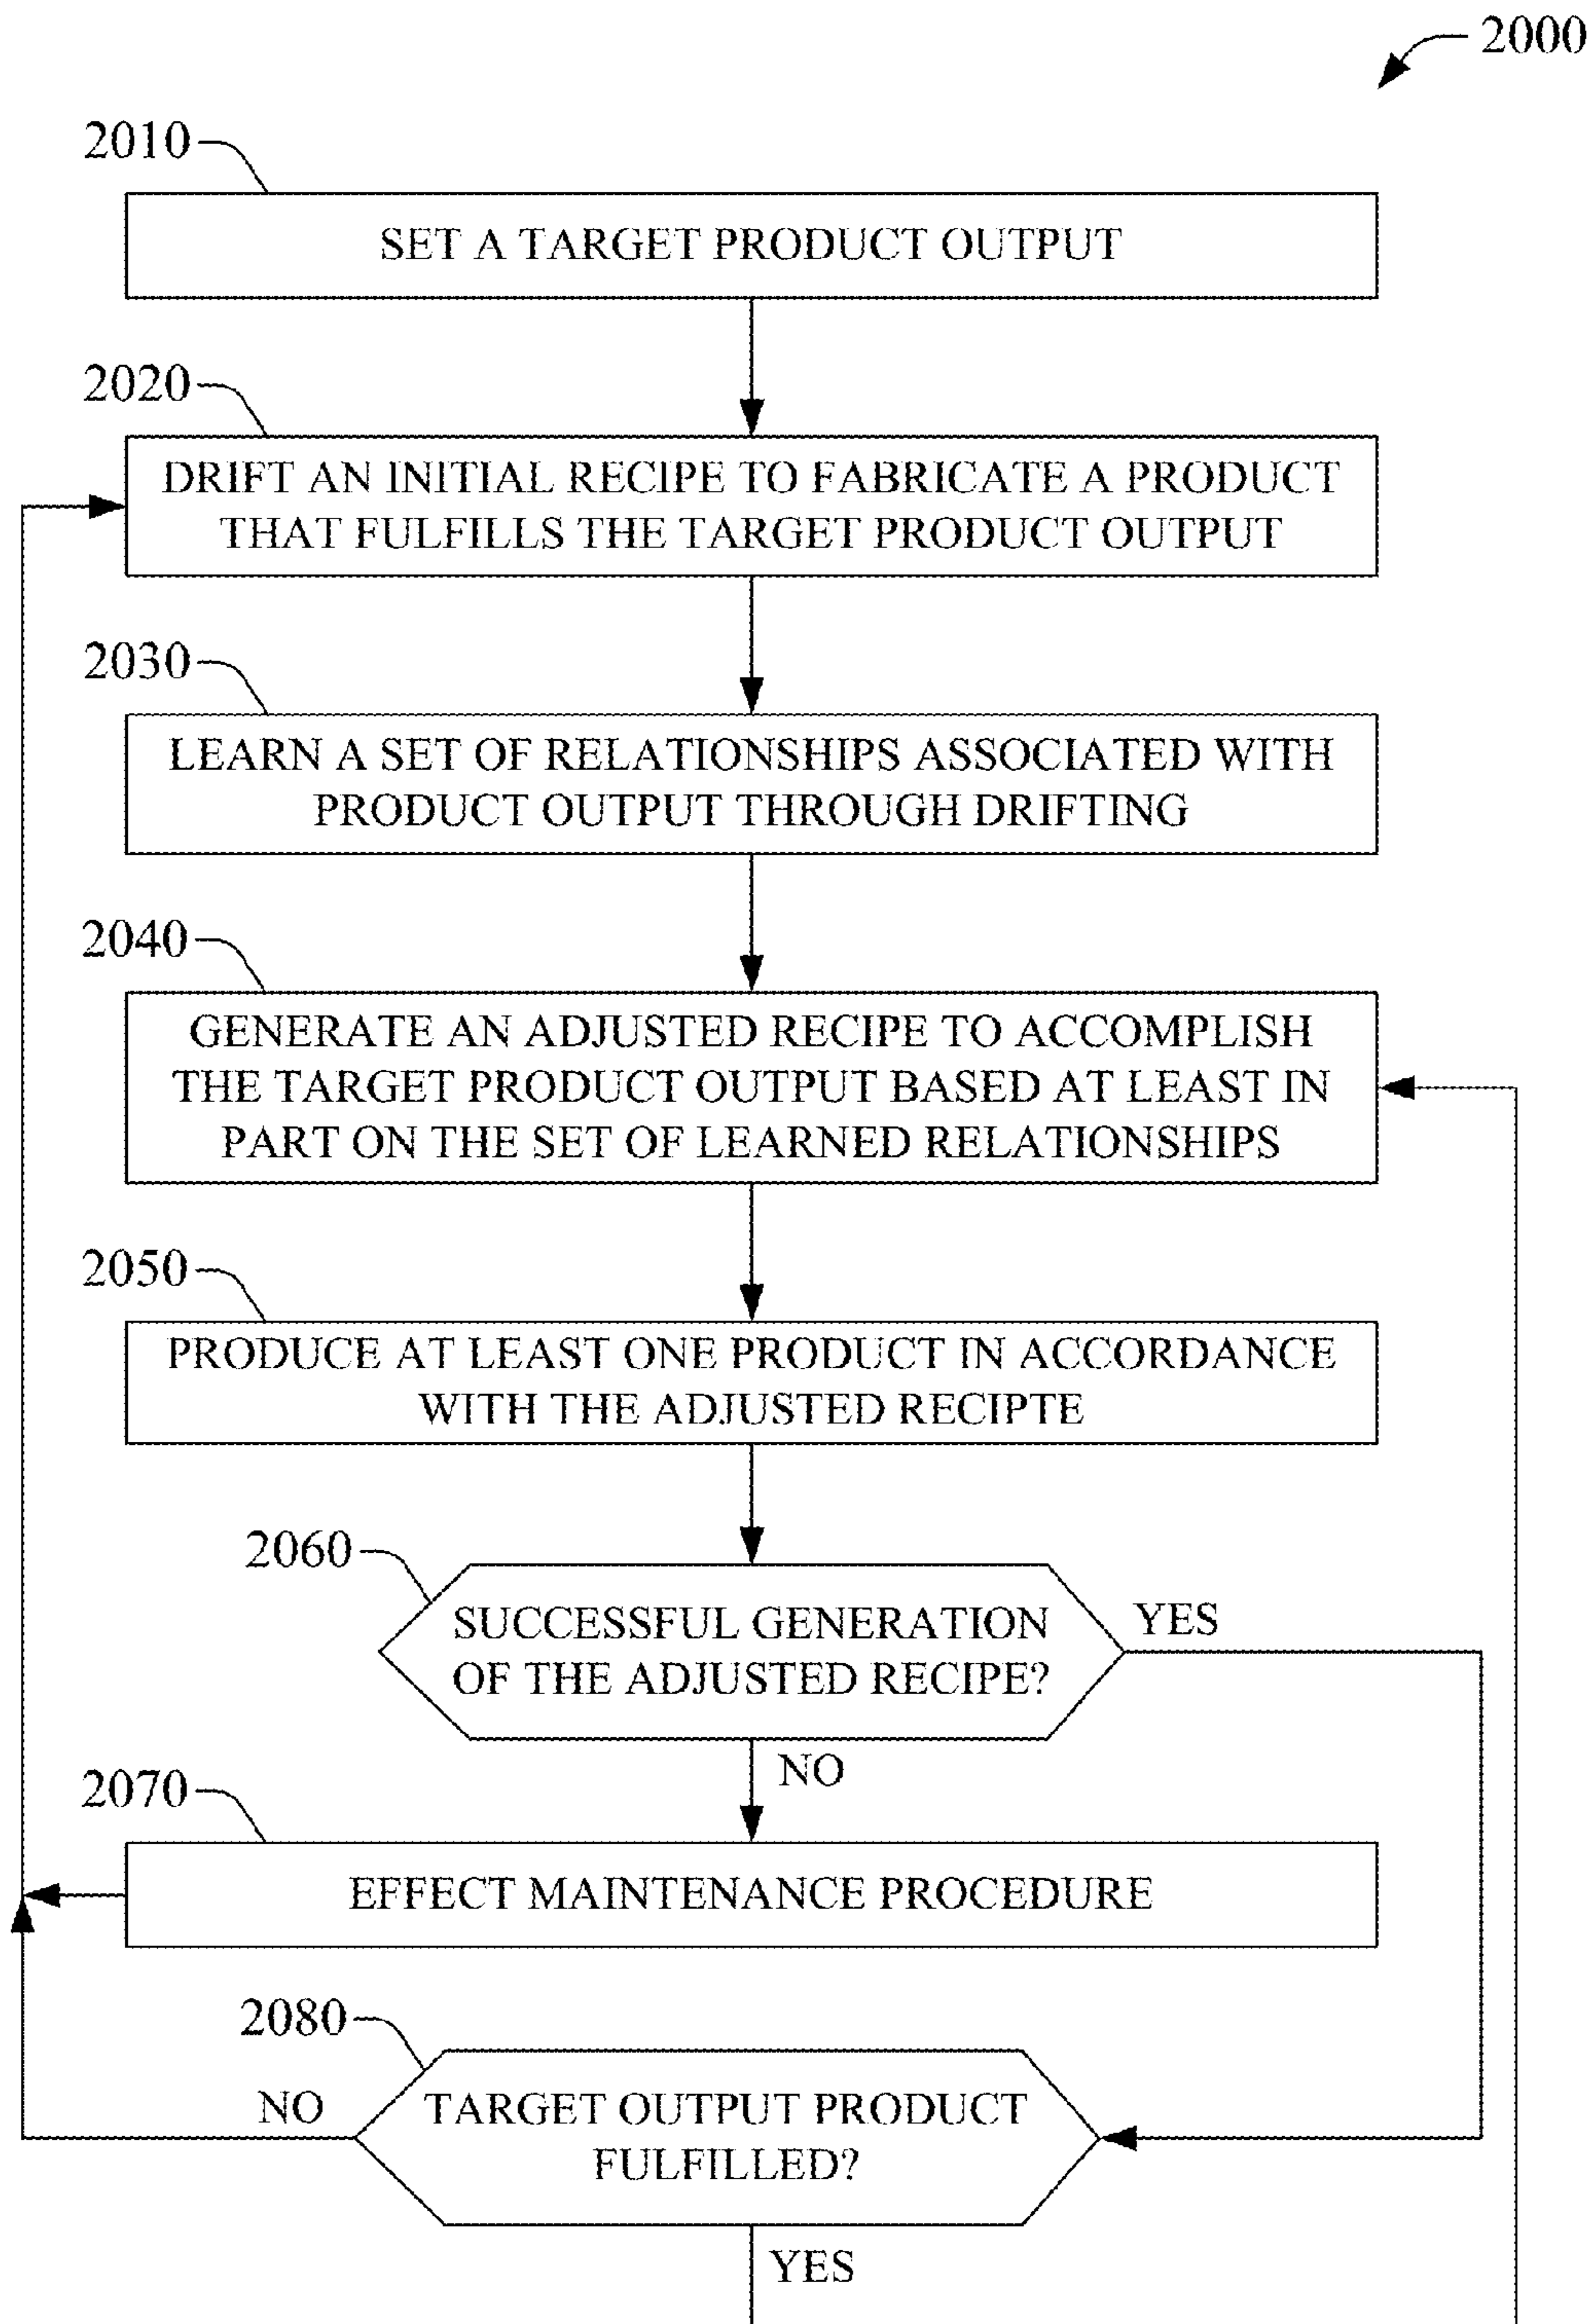 2000
2010
SET A TARGET PRODUCT OUTPUT
2020
DRIFT AN INITIAL RECIPE TO FABRICATE A PRODUCT
THAT FULFILLS THE TARGET PRODUCT OUTPUT
2030
LEARN A SET OF RELATIONSHIPS ASSOCIATED WITH
PRODUCT OUTPUT THROUGH DRIFTING
2040
GENERATE AN ADJUSTED RECIPE TO ACCOMPLISH
THE TARGET PRODUCT OUTPUT BASED AT LEAST IN
PART ON THE SET OF LEARNED RELATIONSHIPS
2050
PRODUCE AT LEAST ONE PRODUCT IN ACCORDANCE
WITH THE ADJUSTED RECIPTE
2060
SUCCESSFUL GENERATION
OF THE ADJUSTED RECIPE?
YES
NO
2070
EFFECT MAINTENANCE PROCEDURE
2080
NO
TARGET OUTPUT PRODUCT
FULFILLED?
YES